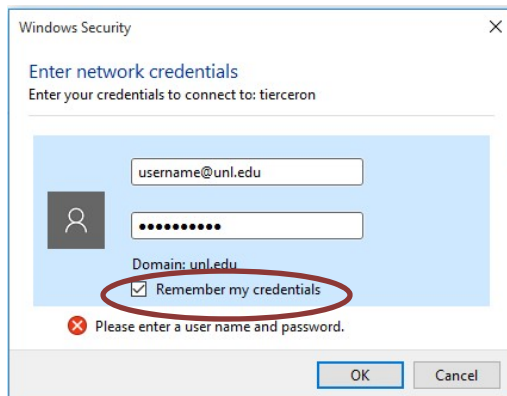 Windows Security
Enter network credentials
Enter your credentials to connect to: tierceron
username@unl.edu
••••••••••
Domain: unl.edu
Remember my credentials
Please enter a user name and password.
OK
Cancel